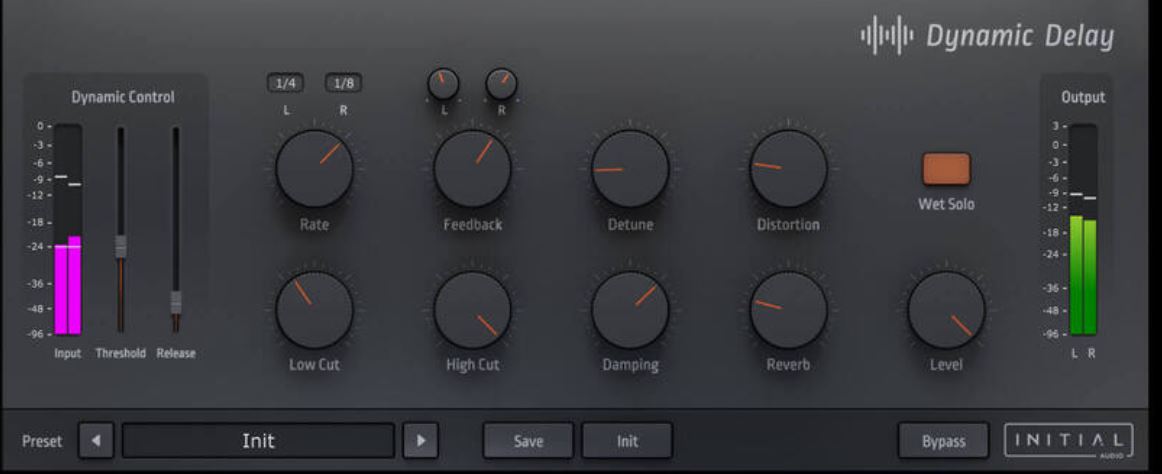 Dynamic Delay
Dynamic Control
0
-3
-6
-9
-12
-18
-24
-36
-48
-96
Input
Threshold
Release
1/4
1/8
L
R
Rate
L
R
Feedback
Detune
Distortion
Wet Solo
Low Cut
High Cut
Damping
Reverb
Level
Output
3
0
-3
-6
-9
-12
-18
-24
-36
-48
-96
L R
Preset
Init
Save
Init
Bypass
INITIAL
AUDIO